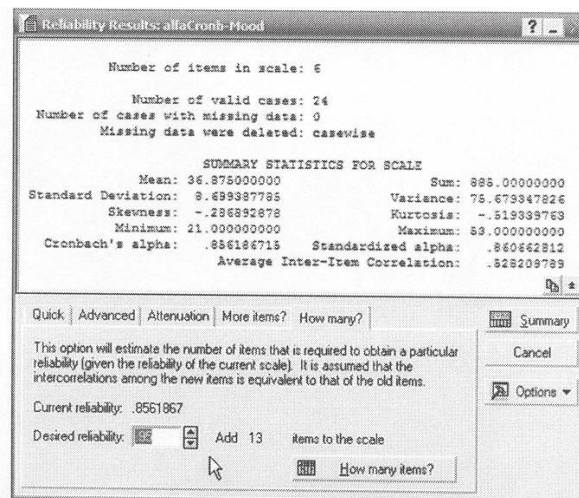 Reliability Results: alfaCronb-Mood
Number of items in scale: 6
Number of valid cases: 24
Number of cases with missing data: 0
Missing data were deleted: casewise
SUMMARY STATISTICS FOR SCALE
Mean: 36.875000000 Sum: 885.00000000
Standard Deviation: 8.699387785 Variance: 75.679347826
Skewness: -.286892878 Kurtosis: -.519339763
Minimum: 21.000000000 Maximum: 53.000000000
Cronbach's alpha: .856186715 Standardized alpha: .860662812
Average Inter-Item Correlation: .528209789
Quick Advanced Attenuation More items? How many?
Summary
This option will estimate the number of items that is required to obtain a particular
reliability (given the reliability of the current scale). It is assumed that the
intercorrelations among the new items is equivalent to that of the old items.
Cancel
Options
Current reliability: .8561867
Desired reliability: Add 13 items to the scale
How many items?